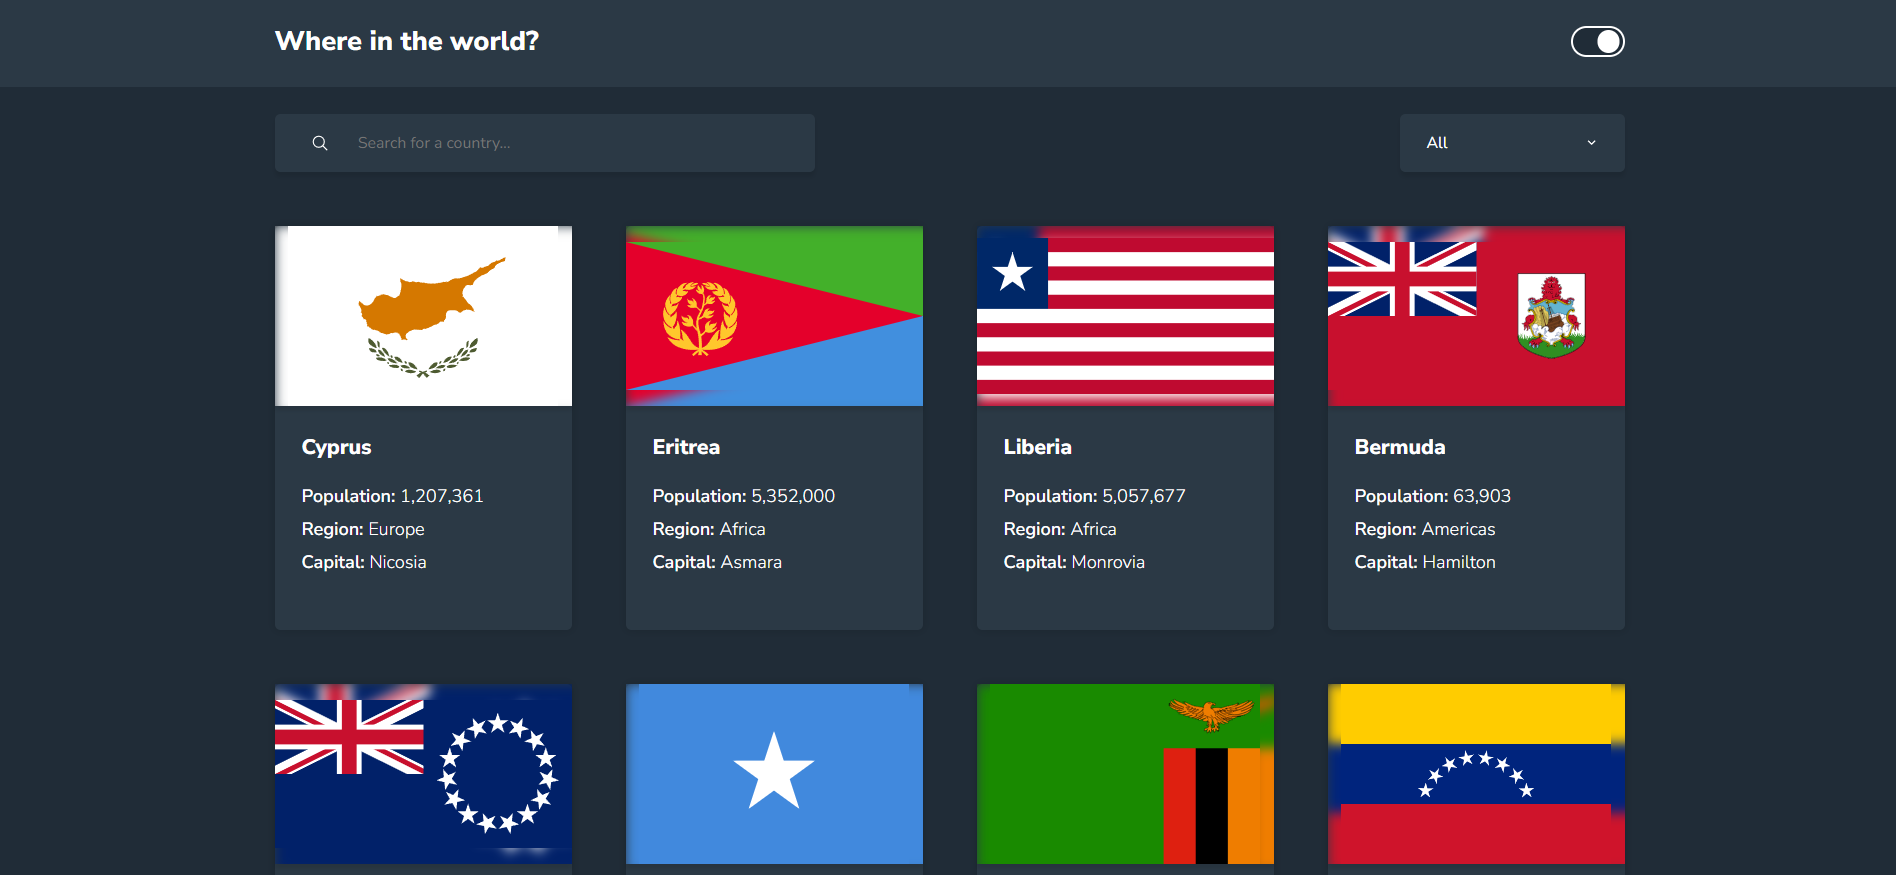 Where in the world?
Search for a country...
All
Cyprus
Population: 1,207,361
Region: Europe
Capital: Nicosia
Eritrea
Population: 5,352,000
Region: Africa
Capital: Asmara
Liberia
Population: 5,057,677
Region: Africa
Capital: Monrovia
Bermuda
Population: 63,903
Region: Americas
Capital: Hamilton